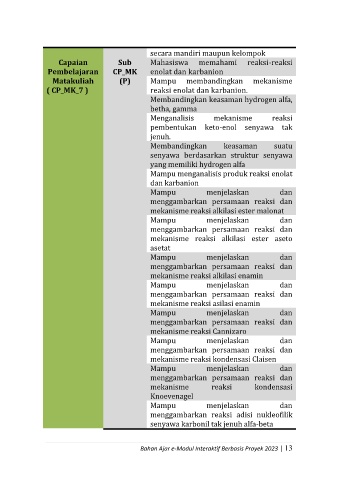 secara mandiri maupun kelompok
Capaian
Pembelajaran
Matakuliah
( CP_MK_7 )
Sub
CP_MK
(P)
Mahasiswa memahami reaksi-reaksi
enolat dan karbanion
Mampu membandingkan mekanisme
reaksi enolat dan karbanion.
Membandingkan keasaman hydrogen alfa,
betha, gamma
Menganalisis mekanisme reaksi
pembentukan keto-enol senyawa tak
jenuh.
Membandingkan keasaman suatu
senyawa berdasarkan struktur senyawa
yang memiliki hydrogen alfa
Mampu menganalisis produk reaksi enolat
dan karbanion
Mampu menjelaskan dan
menggambarkan persamaan reaksi dan
mekanisme reaksi alkilasi ester malonat
Mampu menjelaskan dan
menggambarkan persamaan reaksi dan
mekanisme reaksi alkilasi ester aseto
asetat
Mampu menjelaskan dan
menggambarkan persamaan reaksi dan
mekanisme reaksi alkilasi enamin
Mampu menjelaskan dan
menggambarkan persamaan reaksi dan
mekanisme reaksi asilasi enamin
Mampu menjelaskan dan
menggambarkan persamaan reaksi dan
mekanisme reaksi Cannizaro
Mampu menjelaskan dan
menggambarkan persamaan reaksi dan
mekanisme reaksi kondensasi Claisen
Mampu menjelaskan dan
menggambarkan persamaan reaksi dan
mekanisme reaksi kondensasi
Knoevenagel
Mampu menjelaskan dan
menggambarkan reaksi adisi nukleofilik
senyawa karbonil tak jenuh alfa-beta
Bahan Ajar e-Modul Interaktif Berbasis Proyek 2023 | 13